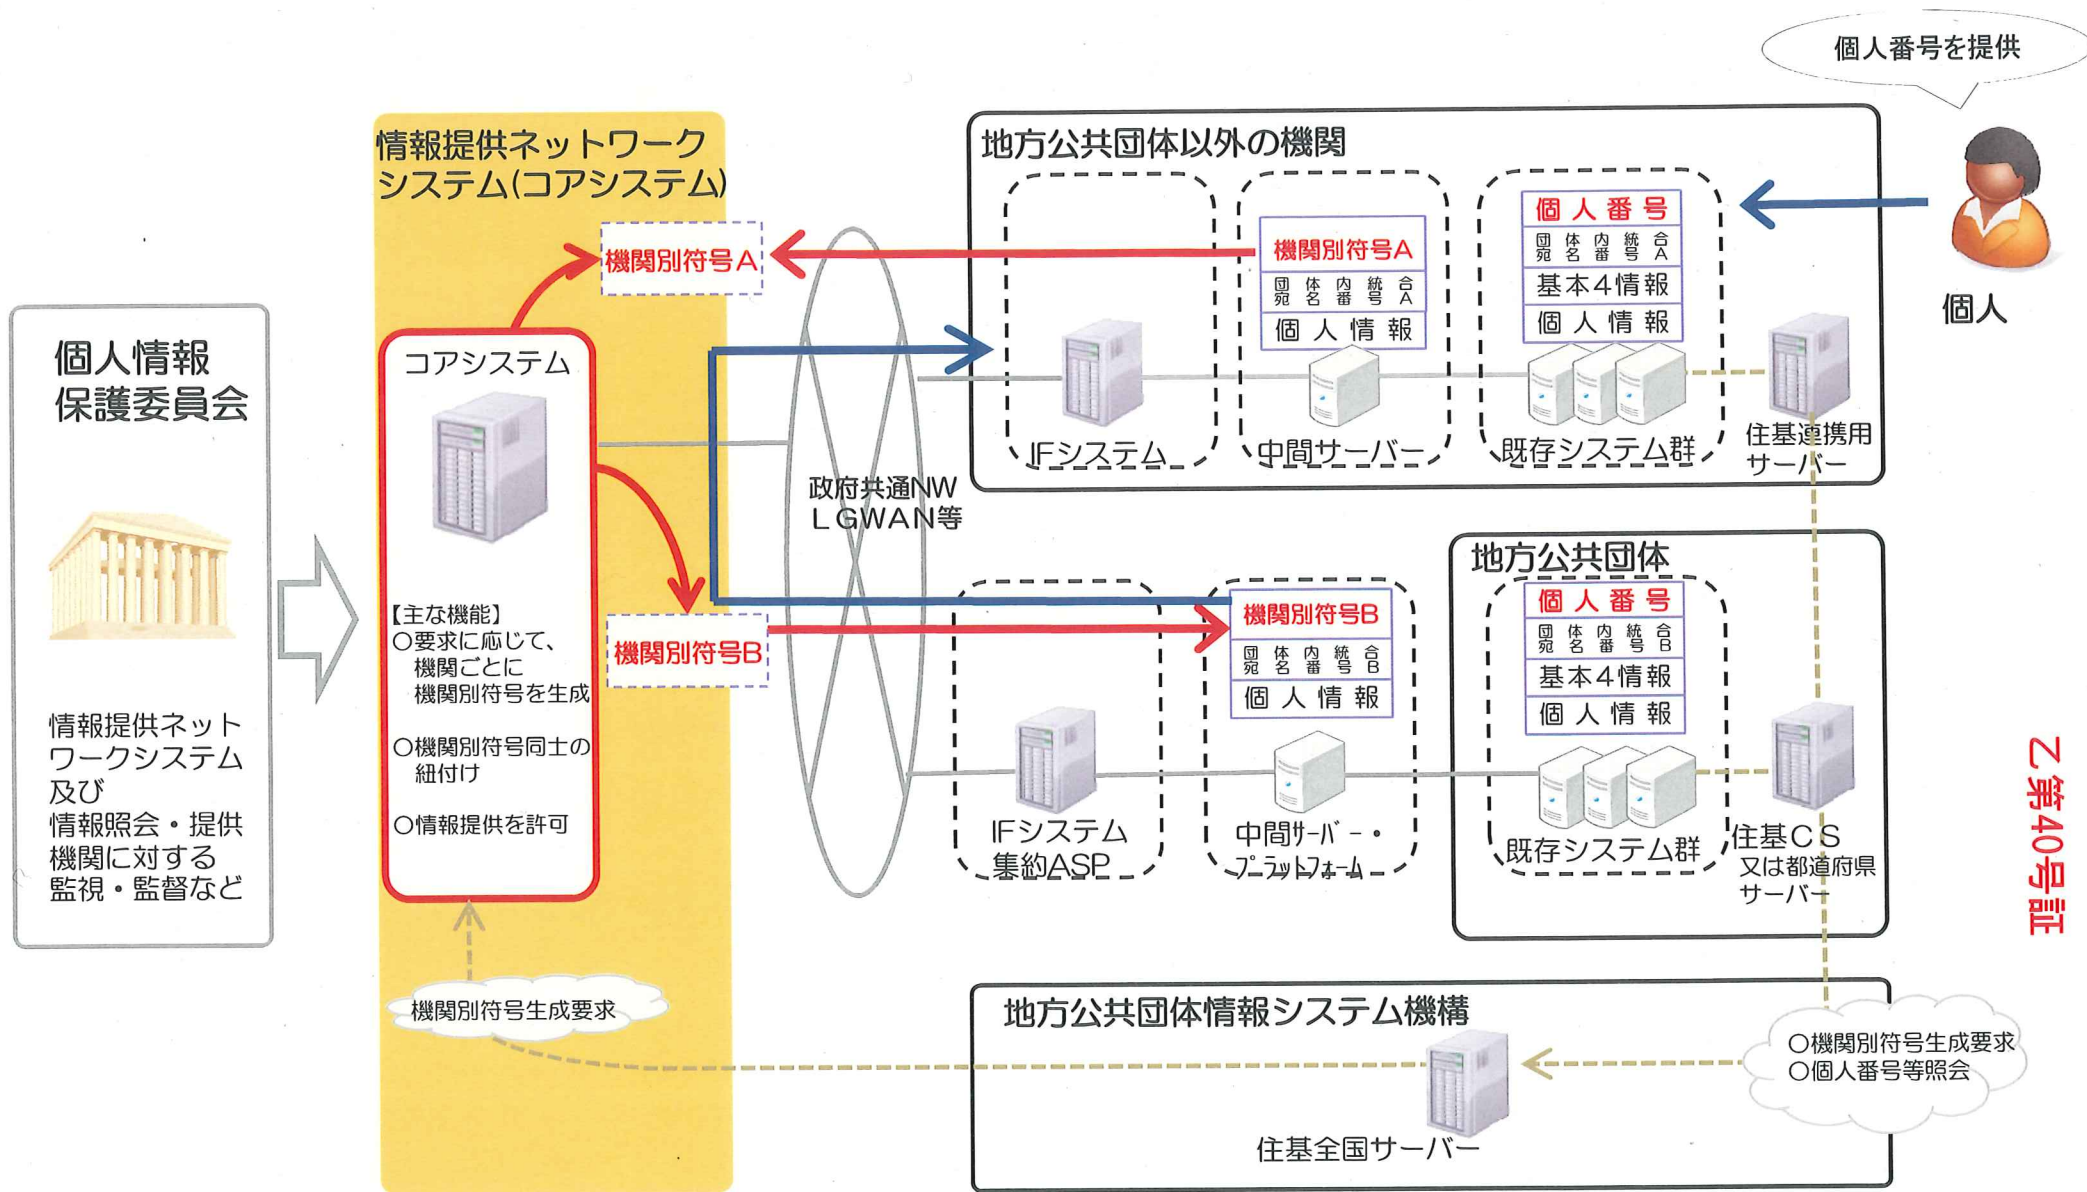 個人番号を提供
個人
個人情報
保護委員会
情報提供ネット
ワークシステム
及び
情報照会・提供
機関に対する
監視・監督など
情報提供ネットワーク
システム(コアシステム)
機関別符号A
コアシステム
【主な機能】
○要求に応じて、
機関ごとに
機関別符号を生成
○機関別符号同士の
紐付け
○情報提供を許可
機関別符号B
機関別符号生成要求
政府共通NW
LGWAN等
地方公共団体以外の機関
IFシステム
機関別符号A
団体内統合
宛名番号A
個人情報
中間サーバー
個人番号
団体内統合
宛名番号A
基本4情報
個人情報
既存システム群
住基連携用
サーバー
IFシステム
集約ASP
機関別符号B
団体内統合
宛名番号B
個人情報
中間サーバー・
プラットフォーム
地方公共団体
個人番号
団体内統合
宛名番号B
基本4情報
個人情報
既存システム群
住基CS
又は都道府県
サーバー
地方公共団体情報システム機構
住基全国サーバー
○機関別符号生成要求
○個人番号等照会
乙第40号証